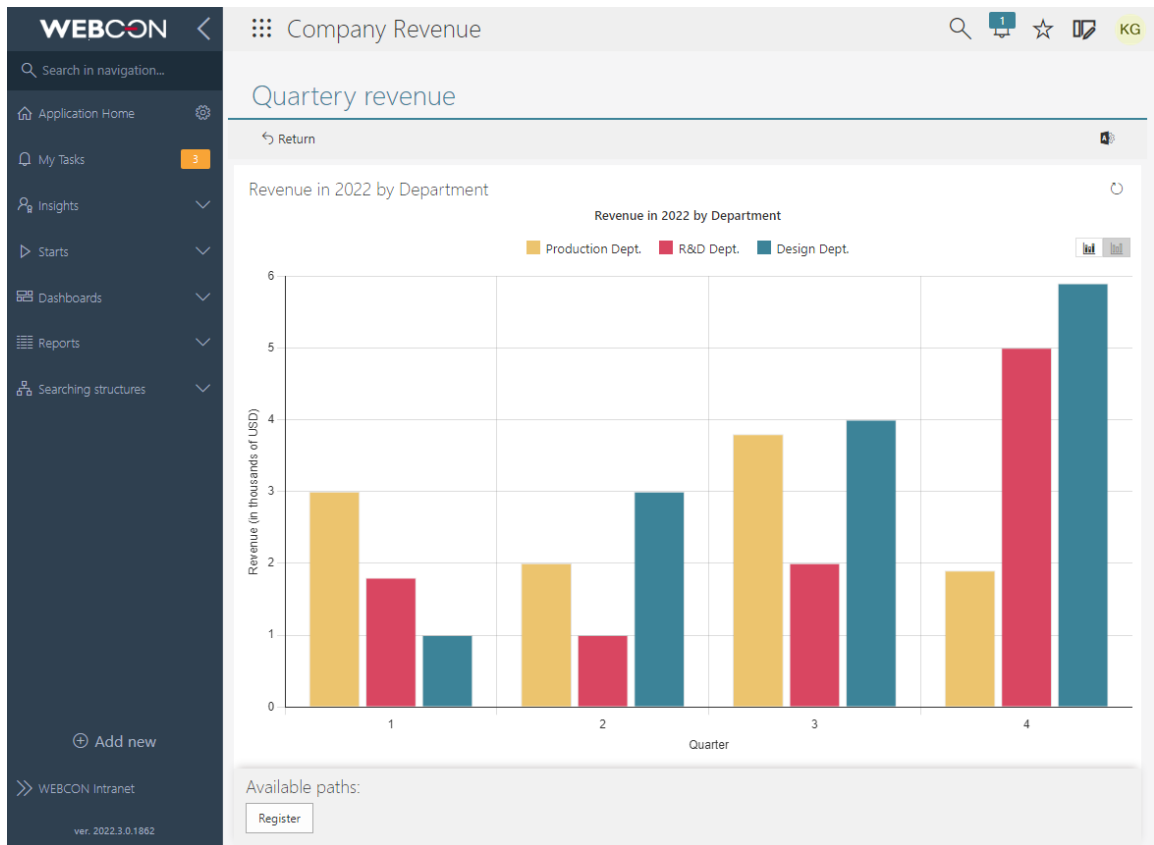 WEBCON
Company Revenue
1
KG
Search in navigation...
Application Home
My Tasks 3
Insights
Starts
Dashboards
Reports
Searching structures
Add new
WEBCON Intranet
ver. 2022.3.0.1862
Quartery revenue
Return
Revenue in 2022 by Department
Revenue in 2022 by Department
Production Dept. R&D Dept. Design Dept.
Revenue (in thousands of USD)
6
5
4
3
2
1
0
1 2 3 4
Quarter
Available paths:
Register